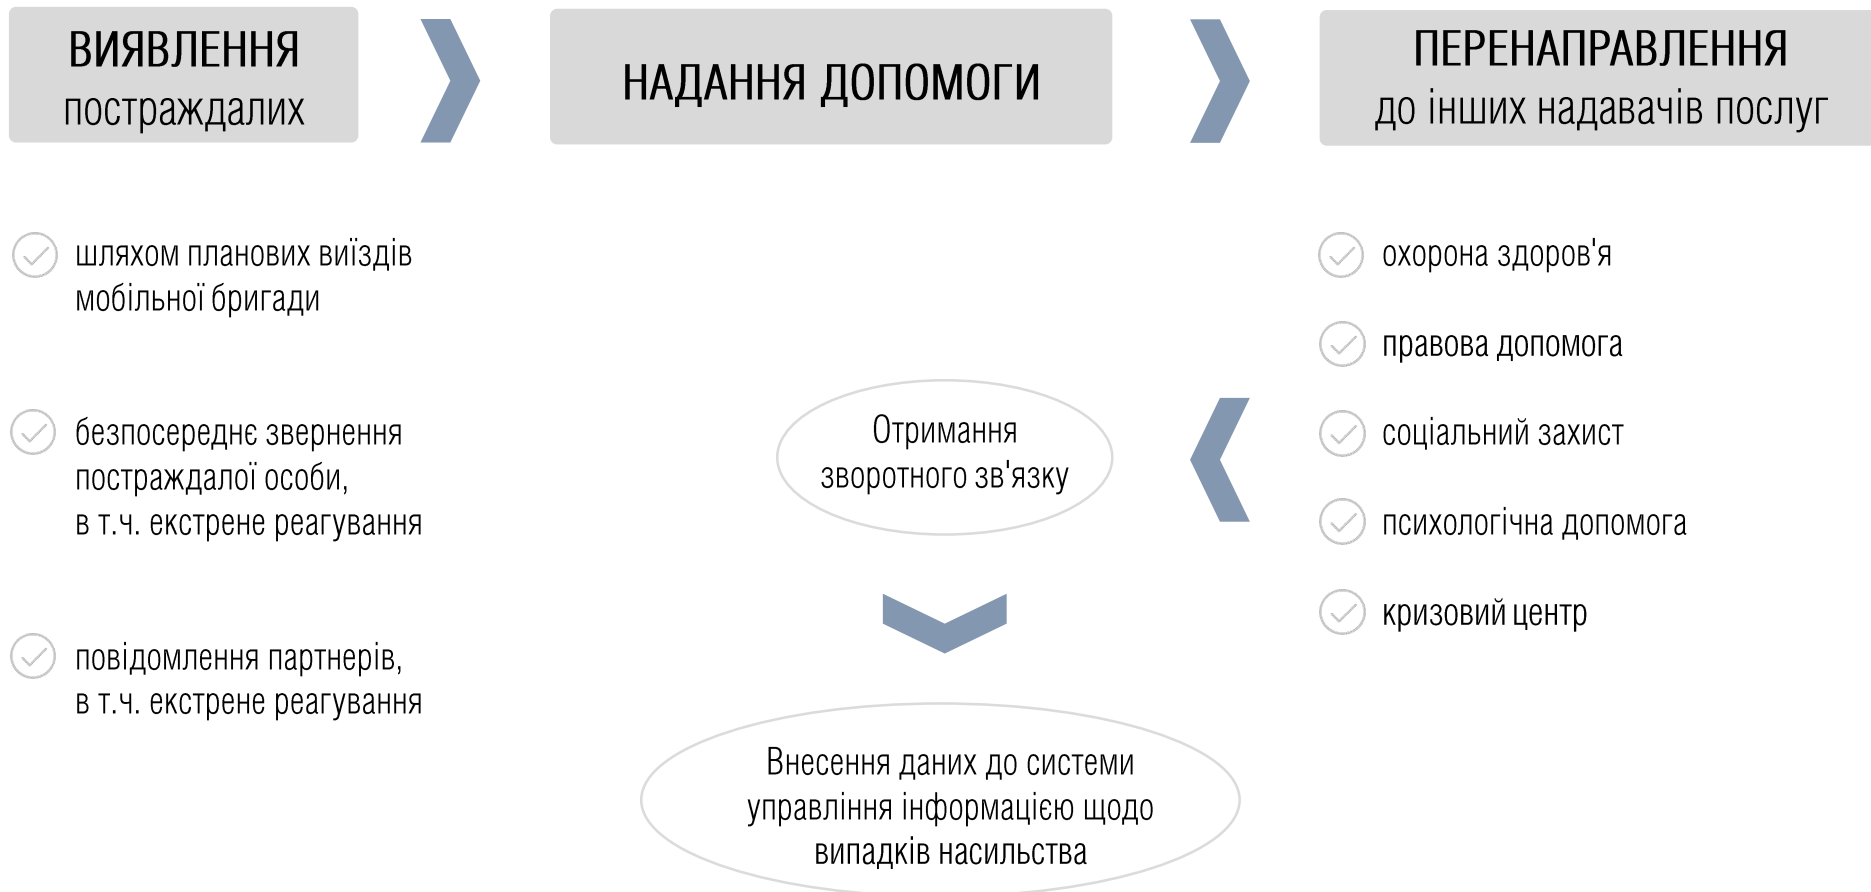 ВИЯВЛЕННЯ
постраждалих
НАДАННЯ ДОПОМОГИ
ПЕРЕНАПРАВЛЕННЯ
до інших надавачів послуг
шляхом планових виїздів
мобільної бригади
безпосереднє звернення
постраждалої особи,
в т.ч. екстрене реагування
повідомлення партнерів,
в т.ч. екстрене реагування
охорона здоров'я
правова допомога
соціальний захист
психологічна допомога
кризовий центр
Отримання
зворотного зв'язку
Внесення даних до системи
управління інформацією щодо
випадків насильства